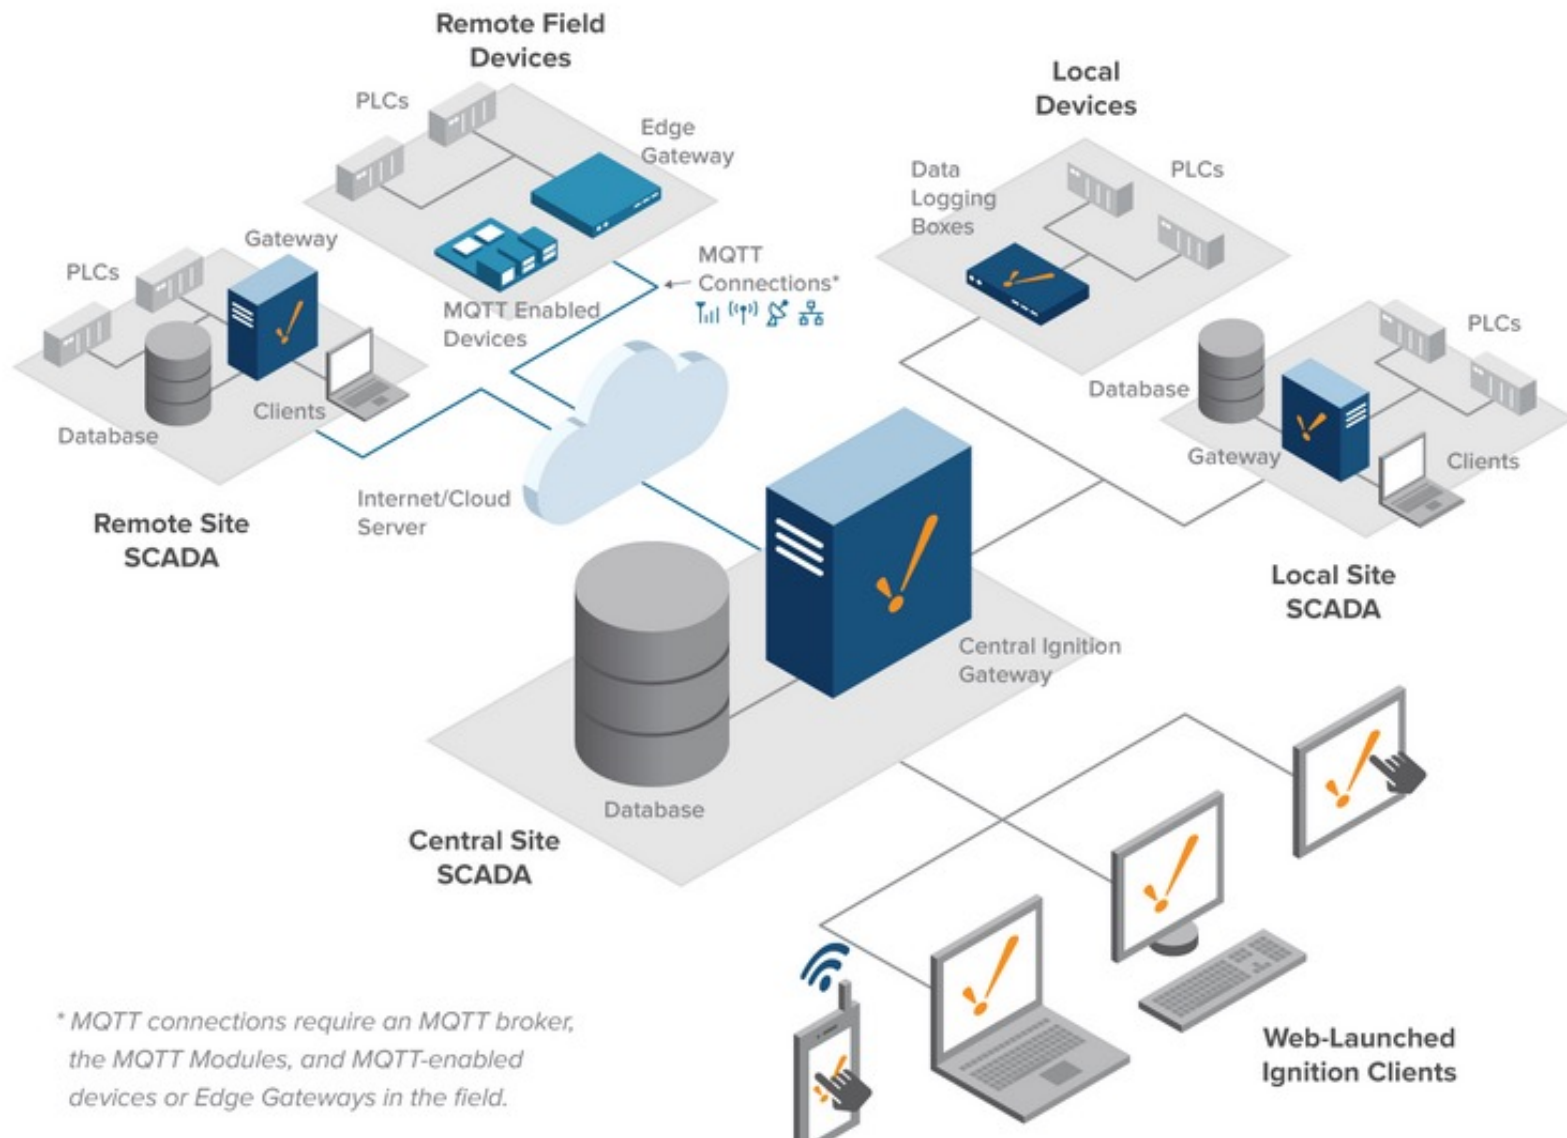 Remote Field
Devices
PLCs
Edge
Gateway
MQTT Enabled
Devices
MQTT
Connections*
Local
Devices
Data
Logging
Boxes
PLCs
Gateway
PLCs
Database
Clients
Remote Site
SCADA
Internet/Cloud
Server
PLCs
Database
Gateway
Clients
Local Site
SCADA
Central Ignition
Gateway
Database
Central Site
SCADA
Web-Launched
Ignition Clients
* MQTT connections require an MQTT broker,
the MQTT Modules, and MQTT-enabled
devices or Edge Gateways in the field.